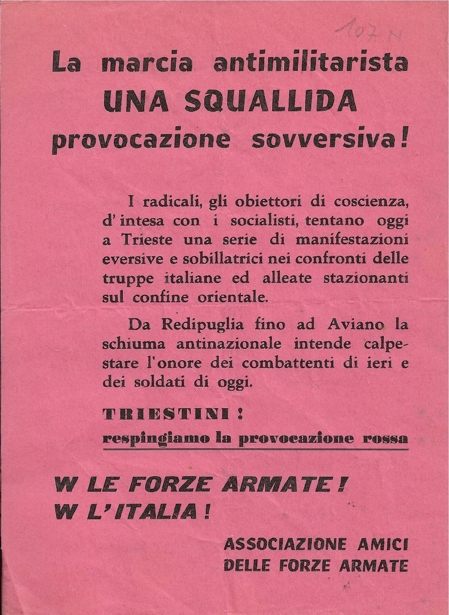 107 N
La marcia antimilitarista
UNA SQUALLIDA
provocazione sovversiva!
I radicali, gli obiettori di coscienza,
d'intesa con i socialisti, tentano oggi
a Trieste una serie di manifestazioni
eversive e sobillatrici nei confronti delle
truppe italiane ed alleate stazionanti
sul confine orientale.
Da Redipuglia fino ad Aviano la
schiuma antinazionale intende calpe-
stare l'onore dei combattenti di ieri e
dei soldati di oggi.
TRIESTINI!
respingiamo la provocazione rossa
W LE FORZE ARMATE!
W L'ITALIA!
ASSOCIAZIONE AMICI
DELLE FORZE ARMATE